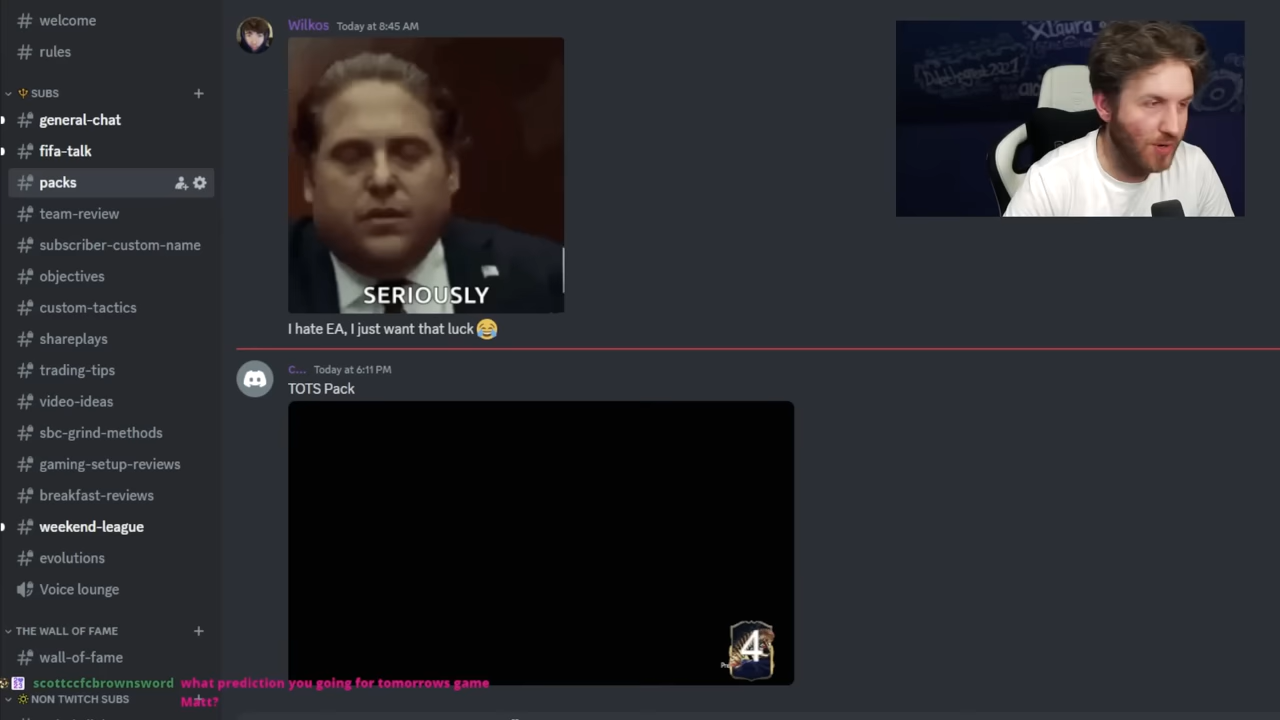 welcome
rules
SUBS
general-chat
fifa-talk
packs
team-review
subscriber-custom-name
objectives
custom-tactics
shareplays
trading-tips
video-ideas
sbc-grind-methods
gaming-setup-reviews
breakfast-reviews
weekend-league
evolutions
Voice lounge
THE WALL OF FAME
wall-of-fame
NON TWITCH SUBS
Wilkos Today at 8:45 AM
SERIOUSLY
I hate EA, I just want that luck 😂
C... Today at 6:11 PM
TOTS Pack
4
scottccfcbrownsword what prediction you going for tomorrows game
Matt?